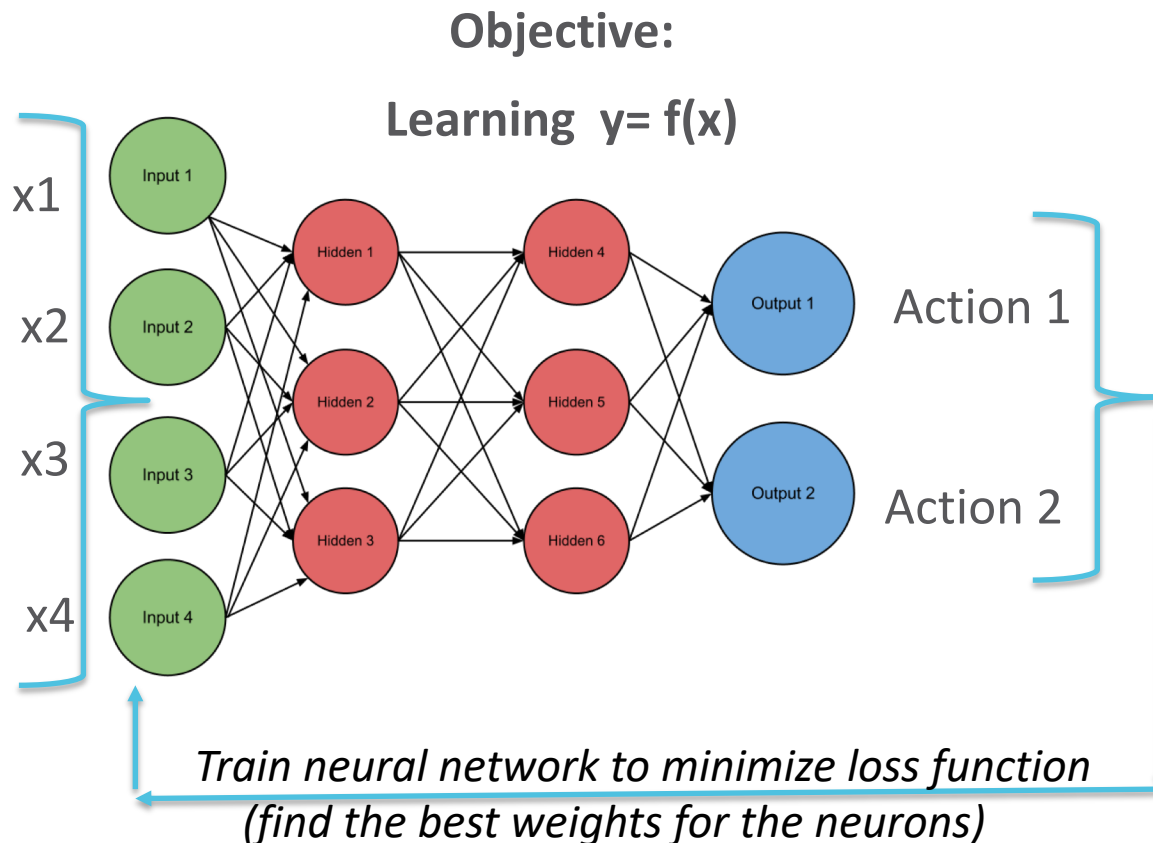 Objective:
Learning  y= f(x)
x1
Input 1
Hidden 1
Hidden 4
x2
Input 2
Output 1
Action 1
Hidden 2
Hidden 5
x3
Input 3
Output 2
Action 2
Hidden 3
Hidden 6
x4
Input 4
Train neural network to minimize loss function
(find the best weights for the neurons)